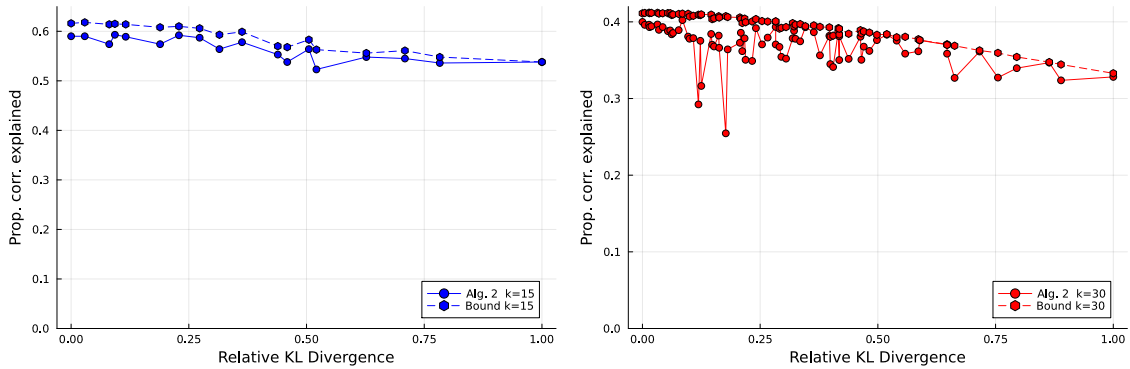 Prop. corr. explained
0.6
0.5
0.4
0.3
0.2
0.1
0.0
0.00
0.25
0.50
0.75
1.00
Relative KL Divergence
Alg. 2 k=15
Bound k=15
Prop. corr. explained
0.4
0.3
0.2
0.1
0.0
0.00
0.25
0.50
0.75
1.00
Relative KL Divergence
Alg. 2 k=30
Bound k=30